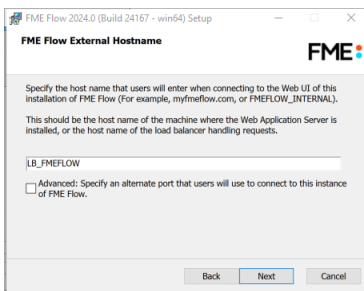 FME Flow 2024.0 (Build 24167 - win64) Setup
FME Flow External Hostname
FME
Specify the host name that users will enter when connecting to the Web UI of this
installation of FME Flow (For example, myfmeflow.com, or FMEFLOW_INTERNAL).
This should be the host name of the machine where the Web Application Server is
installed, or the host name of the load balancer handling requests.
LB_FMEFLOW
Advanced: Specify an alternate port that users will use to connect to this instance
of FME Flow.
Back Next Cancel